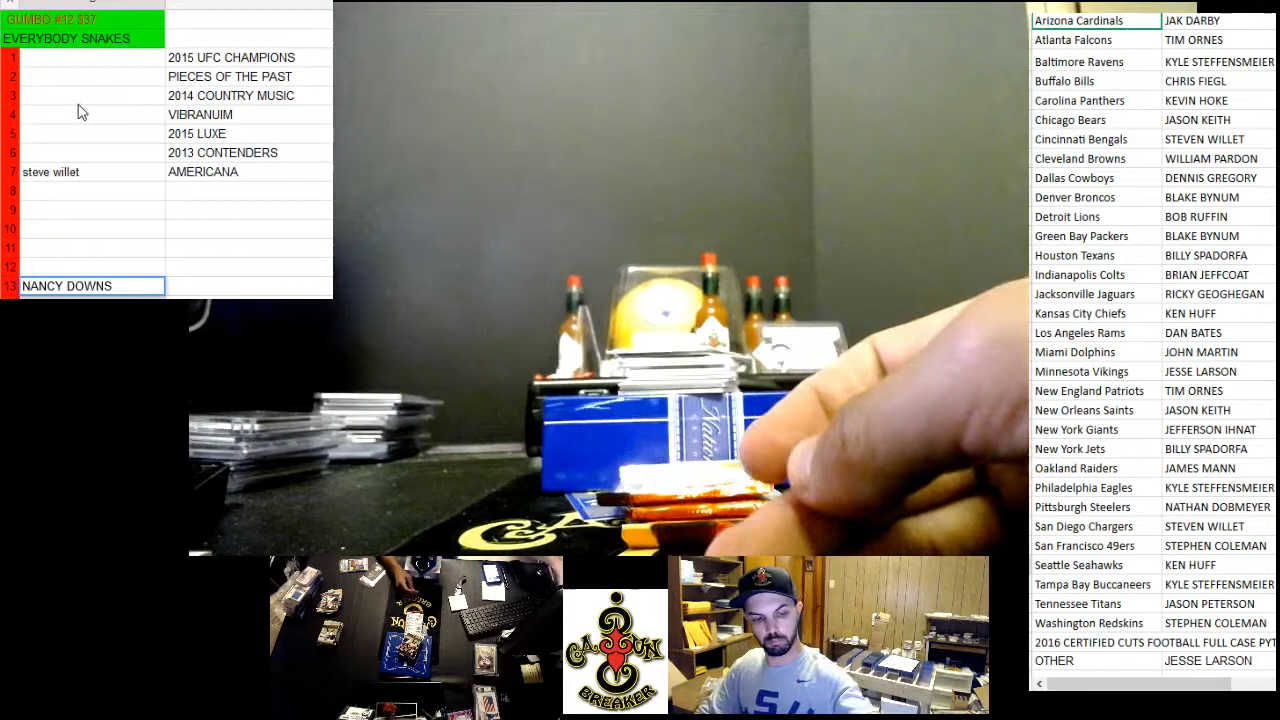 GUMBO #12 $37
EVERYBODY SNAKES
1 2015 UFC CHAMPIONS
2 PIECES OF THE PAST
3 2014 COUNTRY MUSIC
4 VIBRANUIM
5 2015 LUXE
6 2013 CONTENDERS
7 steve willet AMERICANA
8
9
10
11
12
13 NANCY DOWNS
Arizona Cardinals JAK DARBY
Atlanta Falcons TIM ORNES
Baltimore Ravens KYLE STEFFENSMEIER
Buffalo Bills CHRIS FIEGL
Carolina Panthers KEVIN HOKE
Chicago Bears JASON KEITH
Cincinnati Bengals STEVEN WILLET
Cleveland Browns WILLIAM PARDON
Dallas Cowboys DENNIS GREGORY
Denver Broncos BLAKE BYNUM
Detroit Lions BOB RUFFIN
Green Bay Packers BLAKE BYNUM
Houston Texans BILLY SPADORFA
Indianapolis Colts BRIAN JEFFCOAT
Jacksonville Jaguars RICKY GEOGHEGAN
Kansas City Chiefs KEN HUFF
Los Angeles Rams DAN BATES
Miami Dolphins JOHN MARTIN
Minnesota Vikings JESSE LARSON
New England Patriots TIM ORNES
New Orleans Saints JASON KEITH
New York Giants JEFFERSON IHNAT
New York Jets BILLY SPADORFA
Oakland Raiders JAMES MANN
Philadelphia Eagles KYLE STEFFENSMEIER
Pittsburgh Steelers NATHAN DOBMEYER
San Diego Chargers STEVEN WILLET
San Francisco 49ers STEPHEN COLEMAN
Seattle Seahawks KEN HUFF
Tampa Bay Buccaneers KYLE STEFFENSMEIER
Tennessee Titans JASON PETERSON
Washington Redskins STEPHEN COLEMAN
2016 CERTIFIED CUTS FOOTBALL FULL CASE PYT
OTHER JESSE LARSON
CAJUN
BREAKER